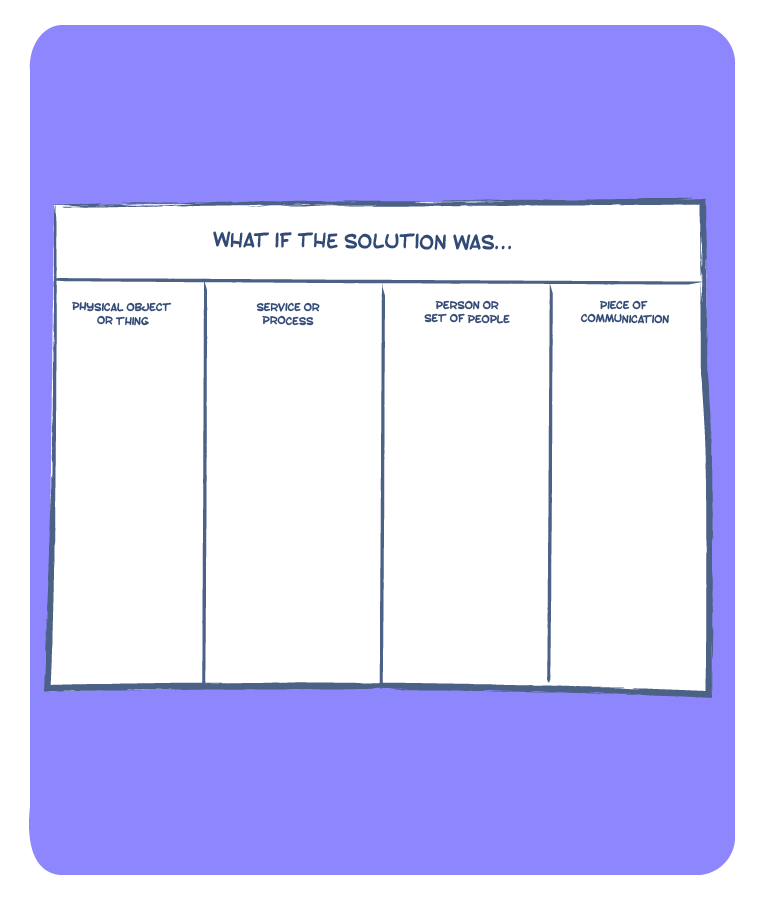 WHAT IF THE SOLUTION WAS...
PHYSICAL OBJECT
OR THING
SERVICE OR
PROCESS
PERSON OR
SET OF PEOPLE
PIECE OF
COMMUNICATION